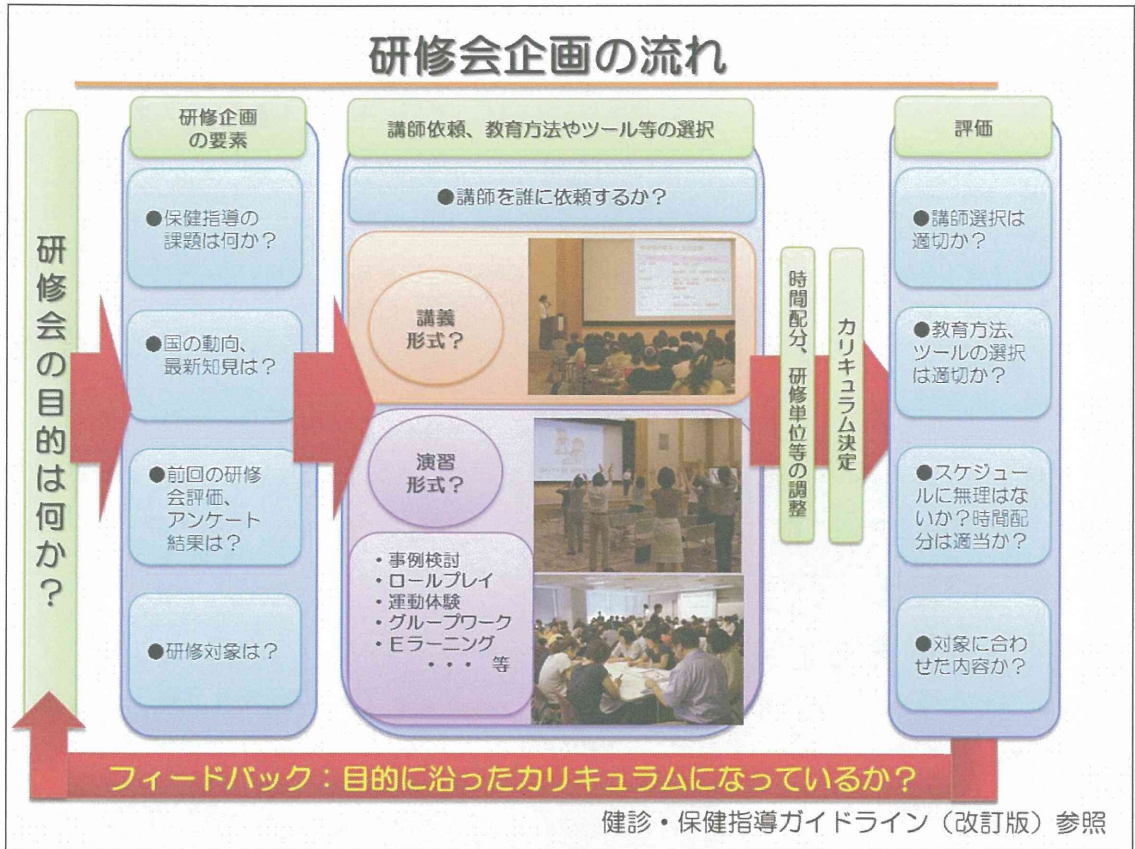 研修会企画の流れ
研修会の目的は何か？
研修企画
の要素
●保健指導の
課題は何か？
●国の動向、
最新知見は？
●前回の研修
会評価、
アンケート
結果は？
●研修対象は？
講師依頼、教育方法やツール等の選択
●講師を誰に依頼するか？
講義
形式？
演習
形式？
・事例検討
・ロールプレイ
・運動体験
・グループワーク
・Eラーニング
・・・ 等
時間配分、研修単位等の調整
カリキュラム決定
評価
●講師選択は
適切か？
●教育方法、
ツールの選択
は適切か？
●スケジュー
ルに無理はな
いか？時間配
分は適当か？
●対象に合わ
せた内容か？
フィードバック：目的に沿ったカリキュラムになっているか？
健診・保健指導ガイドライン（改訂版）参照